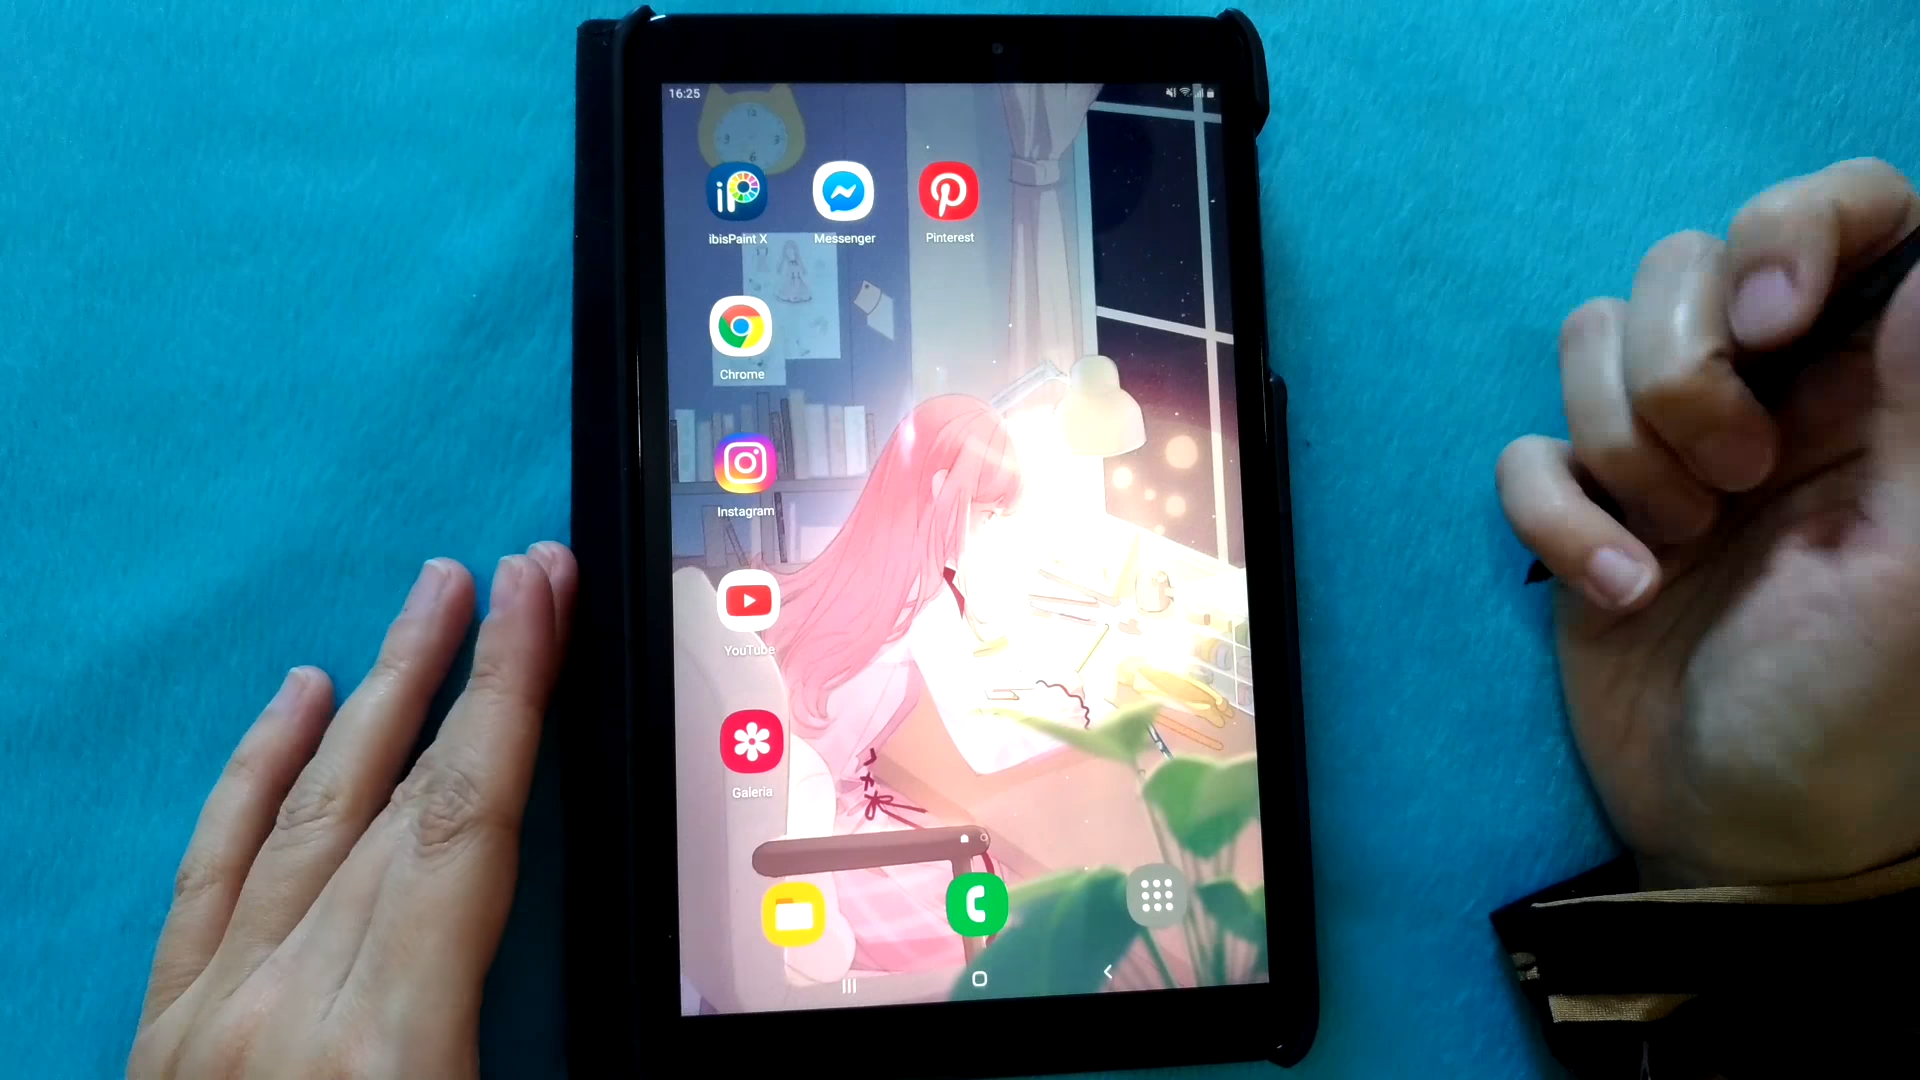 16:25
ibisPaint X
Messenger
Pinterest
Chrome
Instagram
YouTube
Galeria